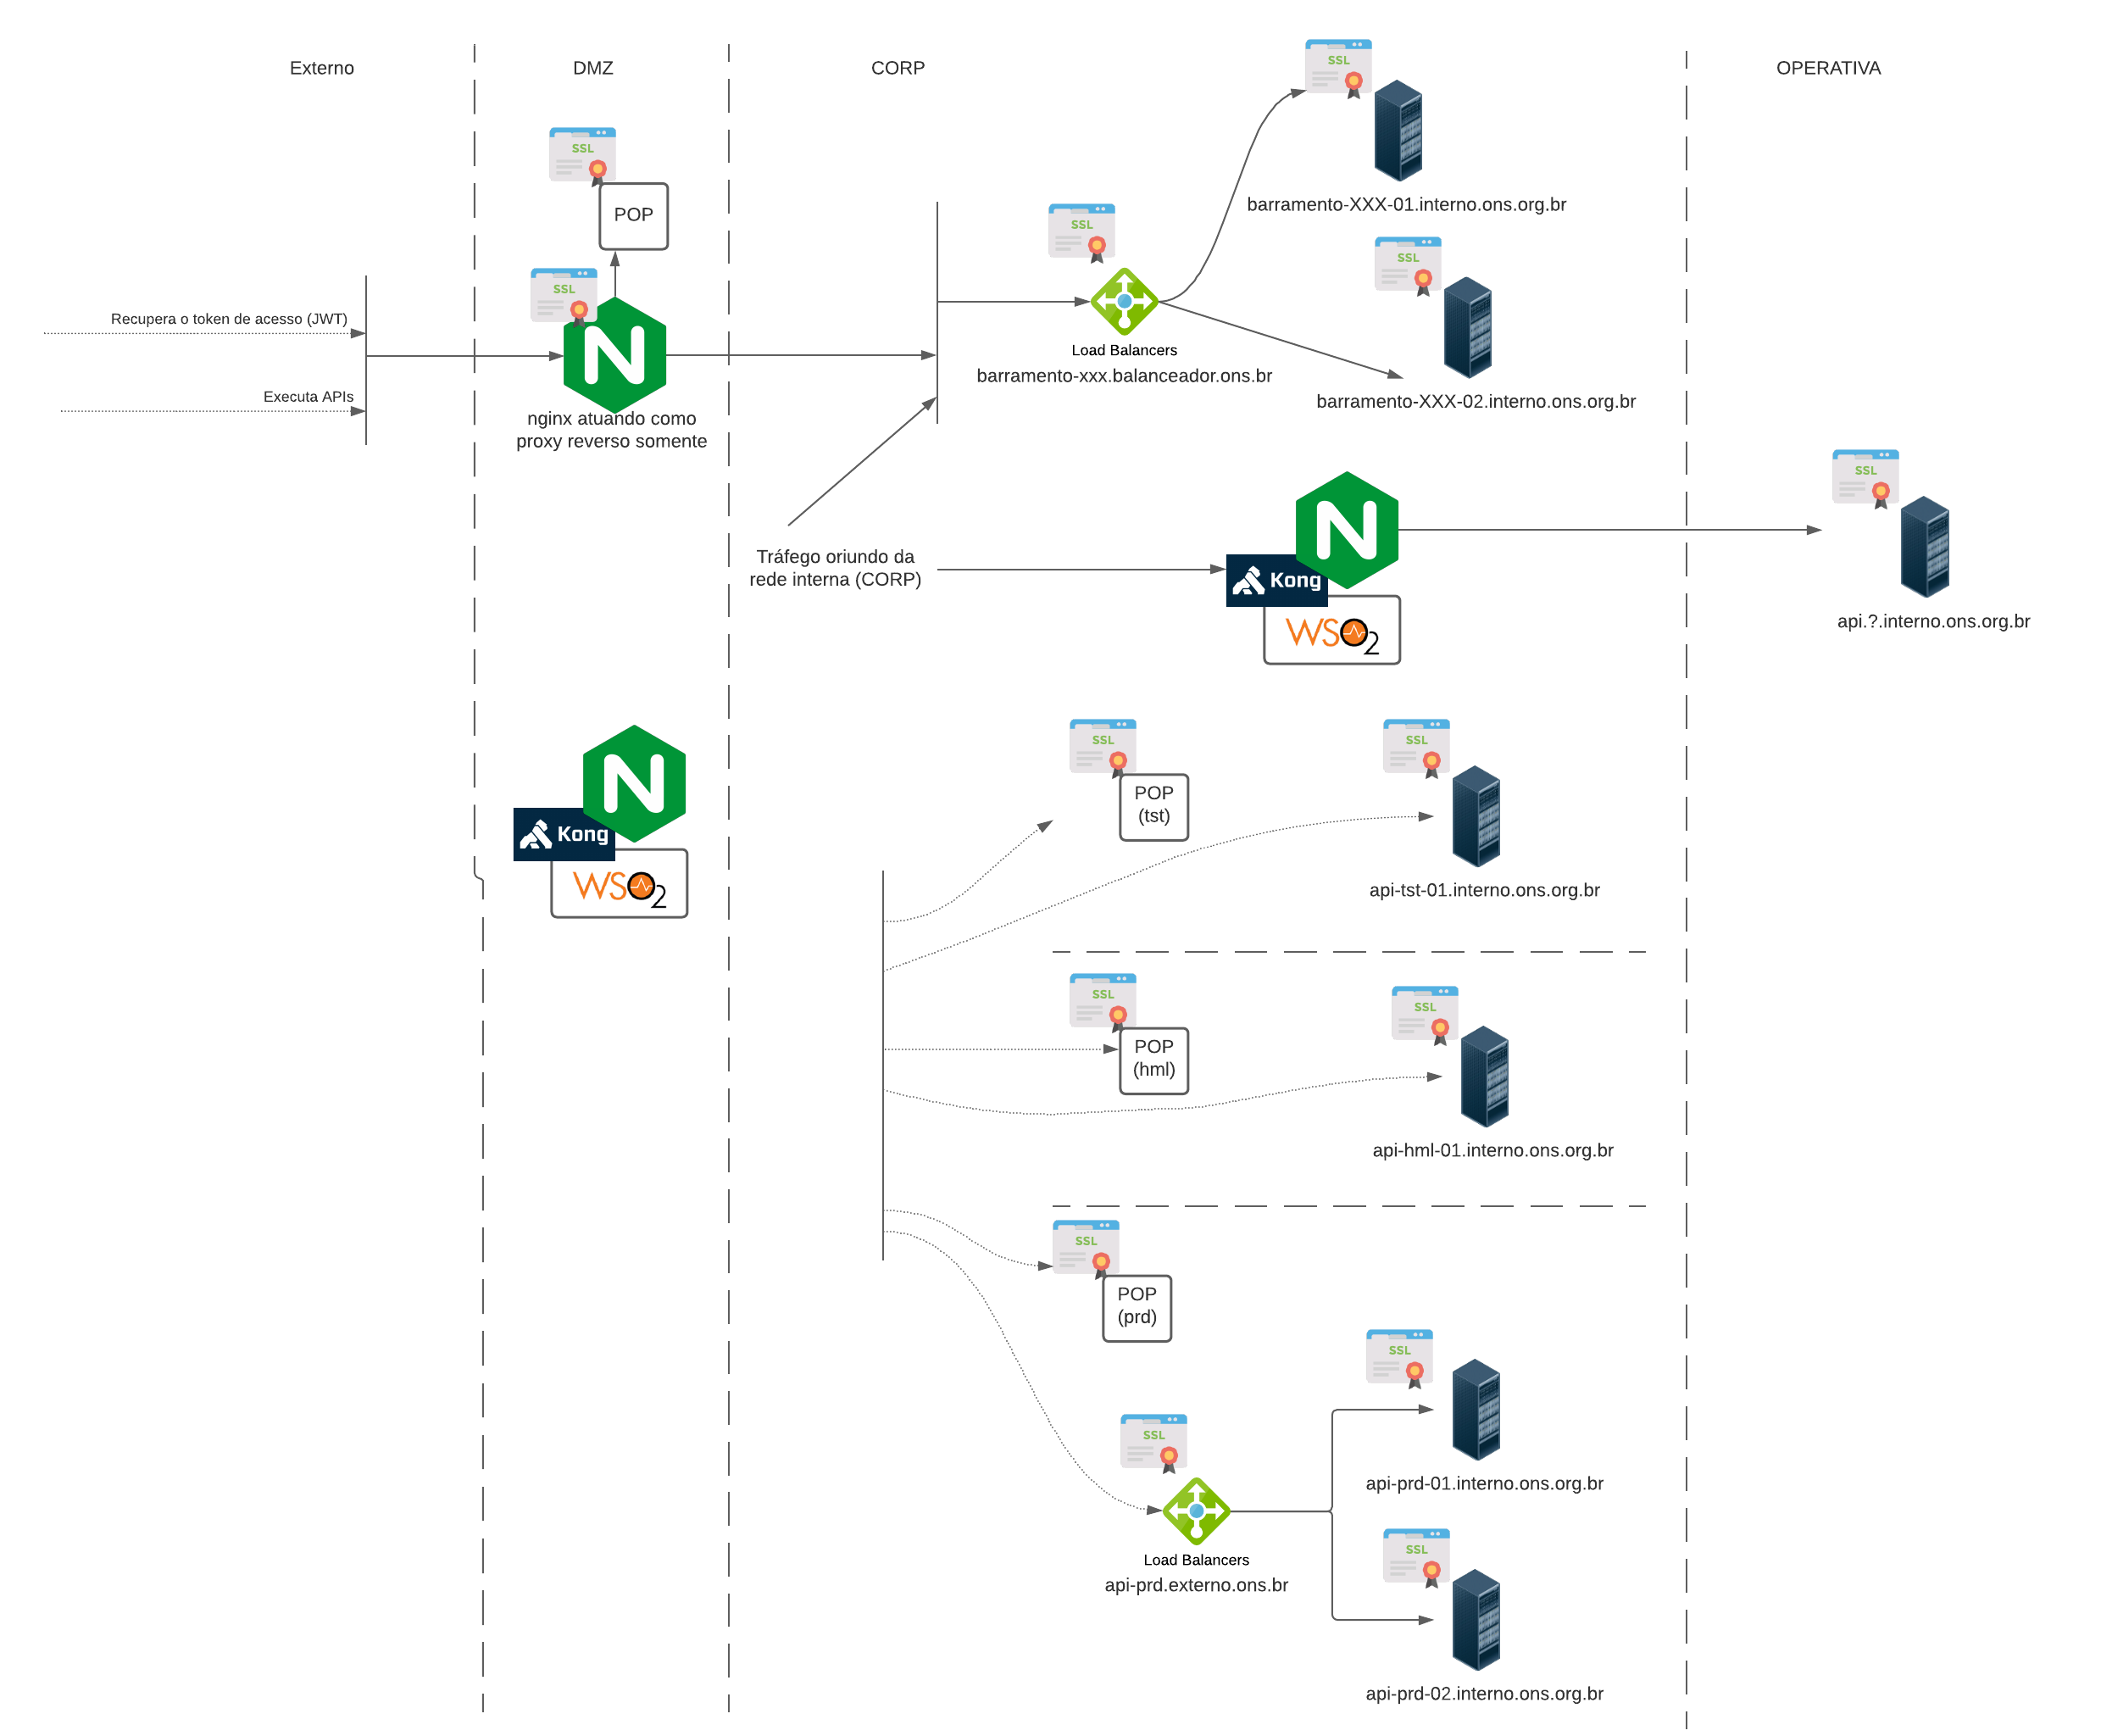 Externo
DMZ
CORP
OPERATIVA
SSL
SSL
POP
barramento-XXX-01.interno.ons.org.br
SSL
SSL
SSL
Recupera o token de acesso (JWT)
Load Balancers
barramento-xxx.balanceador.ons.br
Executa APIs
barramento-XXX-02.interno.ons.org.br
nginx atuando como
proxy reverso somente
SSL
Tráfego oriundo da
rede interna (CORP)
N
N
Kong
WSO2
api.?.interno.ons.org.br
SSL
SSL
N
Kong
WSO2
POP
(tst)
api-tst-01.interno.ons.org.br
SSL
SSL
POP
(hml)
api-hml-01.interno.ons.org.br
SSL
POP
(prd)
SSL
SSL
api-prd-01.interno.ons.org.br
SSL
Load Balancers
api-prd.externo.ons.br
api-prd-02.interno.ons.org.br